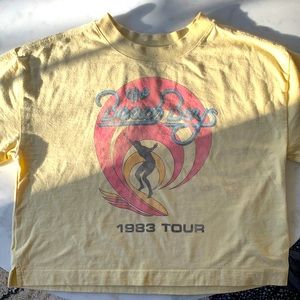 the
Beach Boys
1983 TOUR